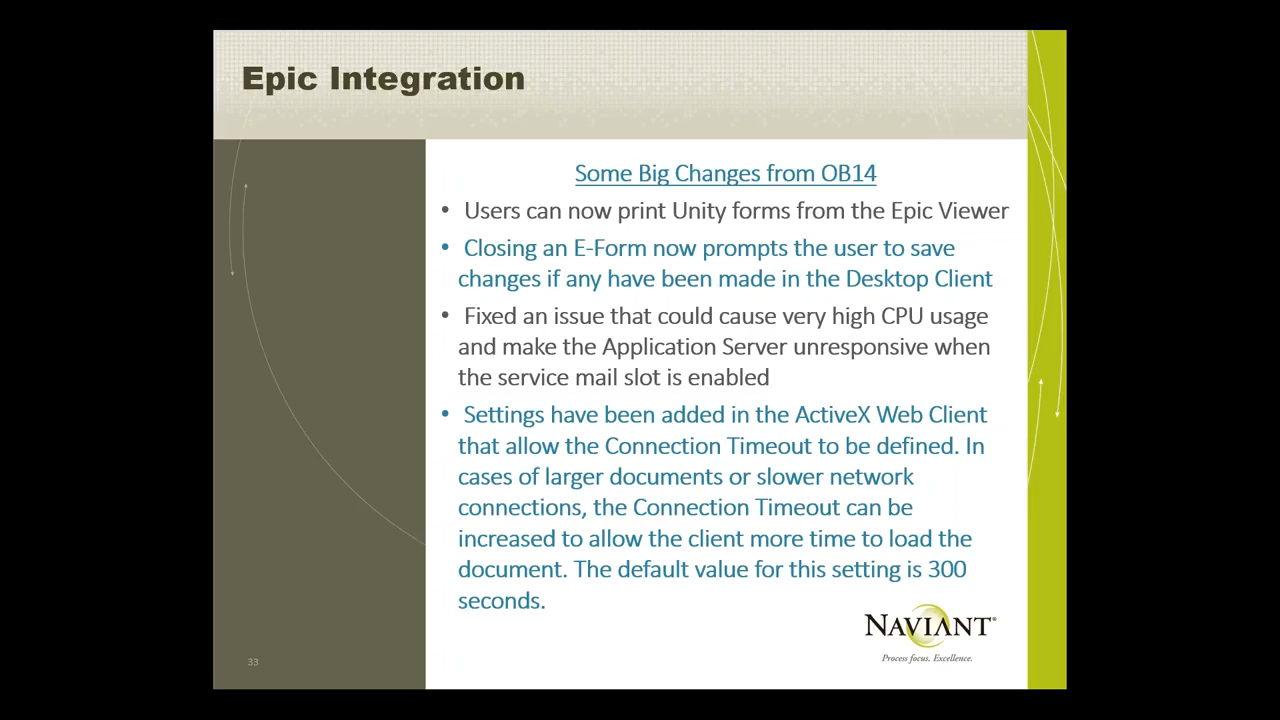 Epic Integration
Some Big Changes from OB14
• Users can now print Unity forms from the Epic Viewer
• Closing an E-Form now prompts the user to save
changes if any have been made in the Desktop Client
• Fixed an issue that could cause very high CPU usage
and make the Application Server unresponsive when
the service mail slot is enabled
• Settings have been added in the ActiveX Web Client
that allow the Connection Timeout to be defined. In
cases of larger documents or slower network
connections, the Connection Timeout can be
increased to allow the client more time to load the
document. The default value for this setting is 300
seconds.
NAVIANT®
Process focus. Excellence.
33